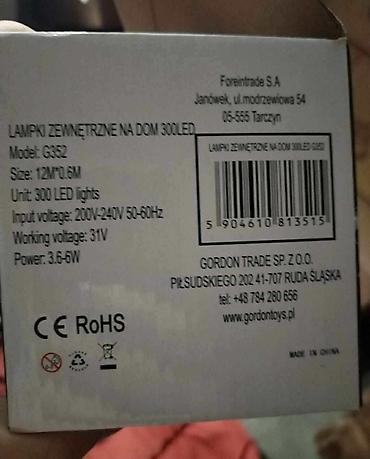 Foreintrade S.A
Janówek, ul.modrzewiowa 54
05-555 Tarczyn
LAMPKI ZEWNĘTRZNE NA DOM 300LED
Model: G352
Size: 12M*0.6M
Unit: 300 LED lights
Input voltage: 200V-240V 50-60Hz
Working voltage: 31V
Power: 3.6-6W
LAMPKI ZEWNĘTRZNE NA DOM 300LED G352
5 904610 813515
GORDON TRADE SP. Z O.O.
PIŁSUDSKIEGO 202 41-707 RUDA ŚLĄSKA
tel: +48 784 280 656
www.gordontoys.pl
CE RoHS
MADE IN CHINA